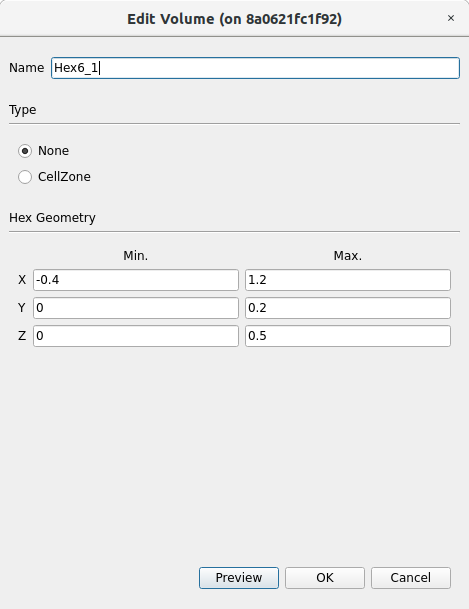 Edit Volume (on 8a0621fc1f92) ×
Name Hex6_1
Type
None
CellZone
Hex Geometry
Min. Max.
X -0.4 1.2
Y 0 0.2
Z 0 0.5
Preview OK Cancel